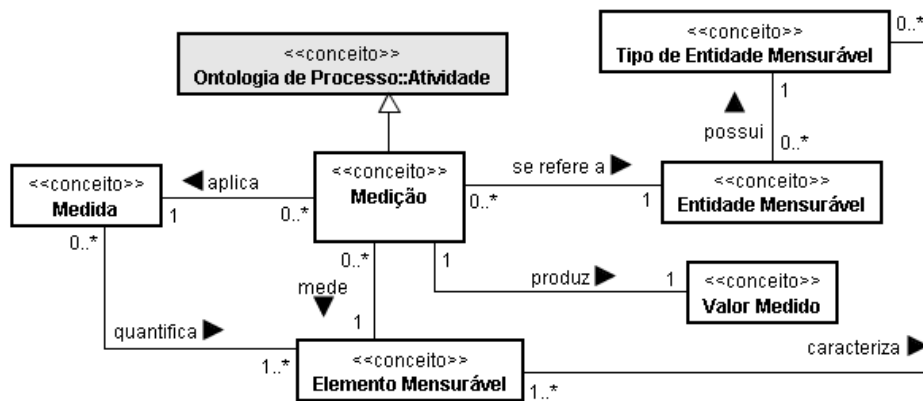 <<conceito>>
Ontologia de Processo::Atividade
<<conceito>>
Tipo de Entidade Mensurável
0..*
1
possui
0..*
<<conceito>>
Medida
aplica
1
0..*
<<conceito>>
Medição
se refere a
0..*
1
<<conceito>>
Entidade Mensurável
0..*
0..*
1
mede
1
produz
1
<<conceito>>
Valor Medido
quantifica
1..*
<<conceito>>
Elemento Mensurável
1..*
caracteriza